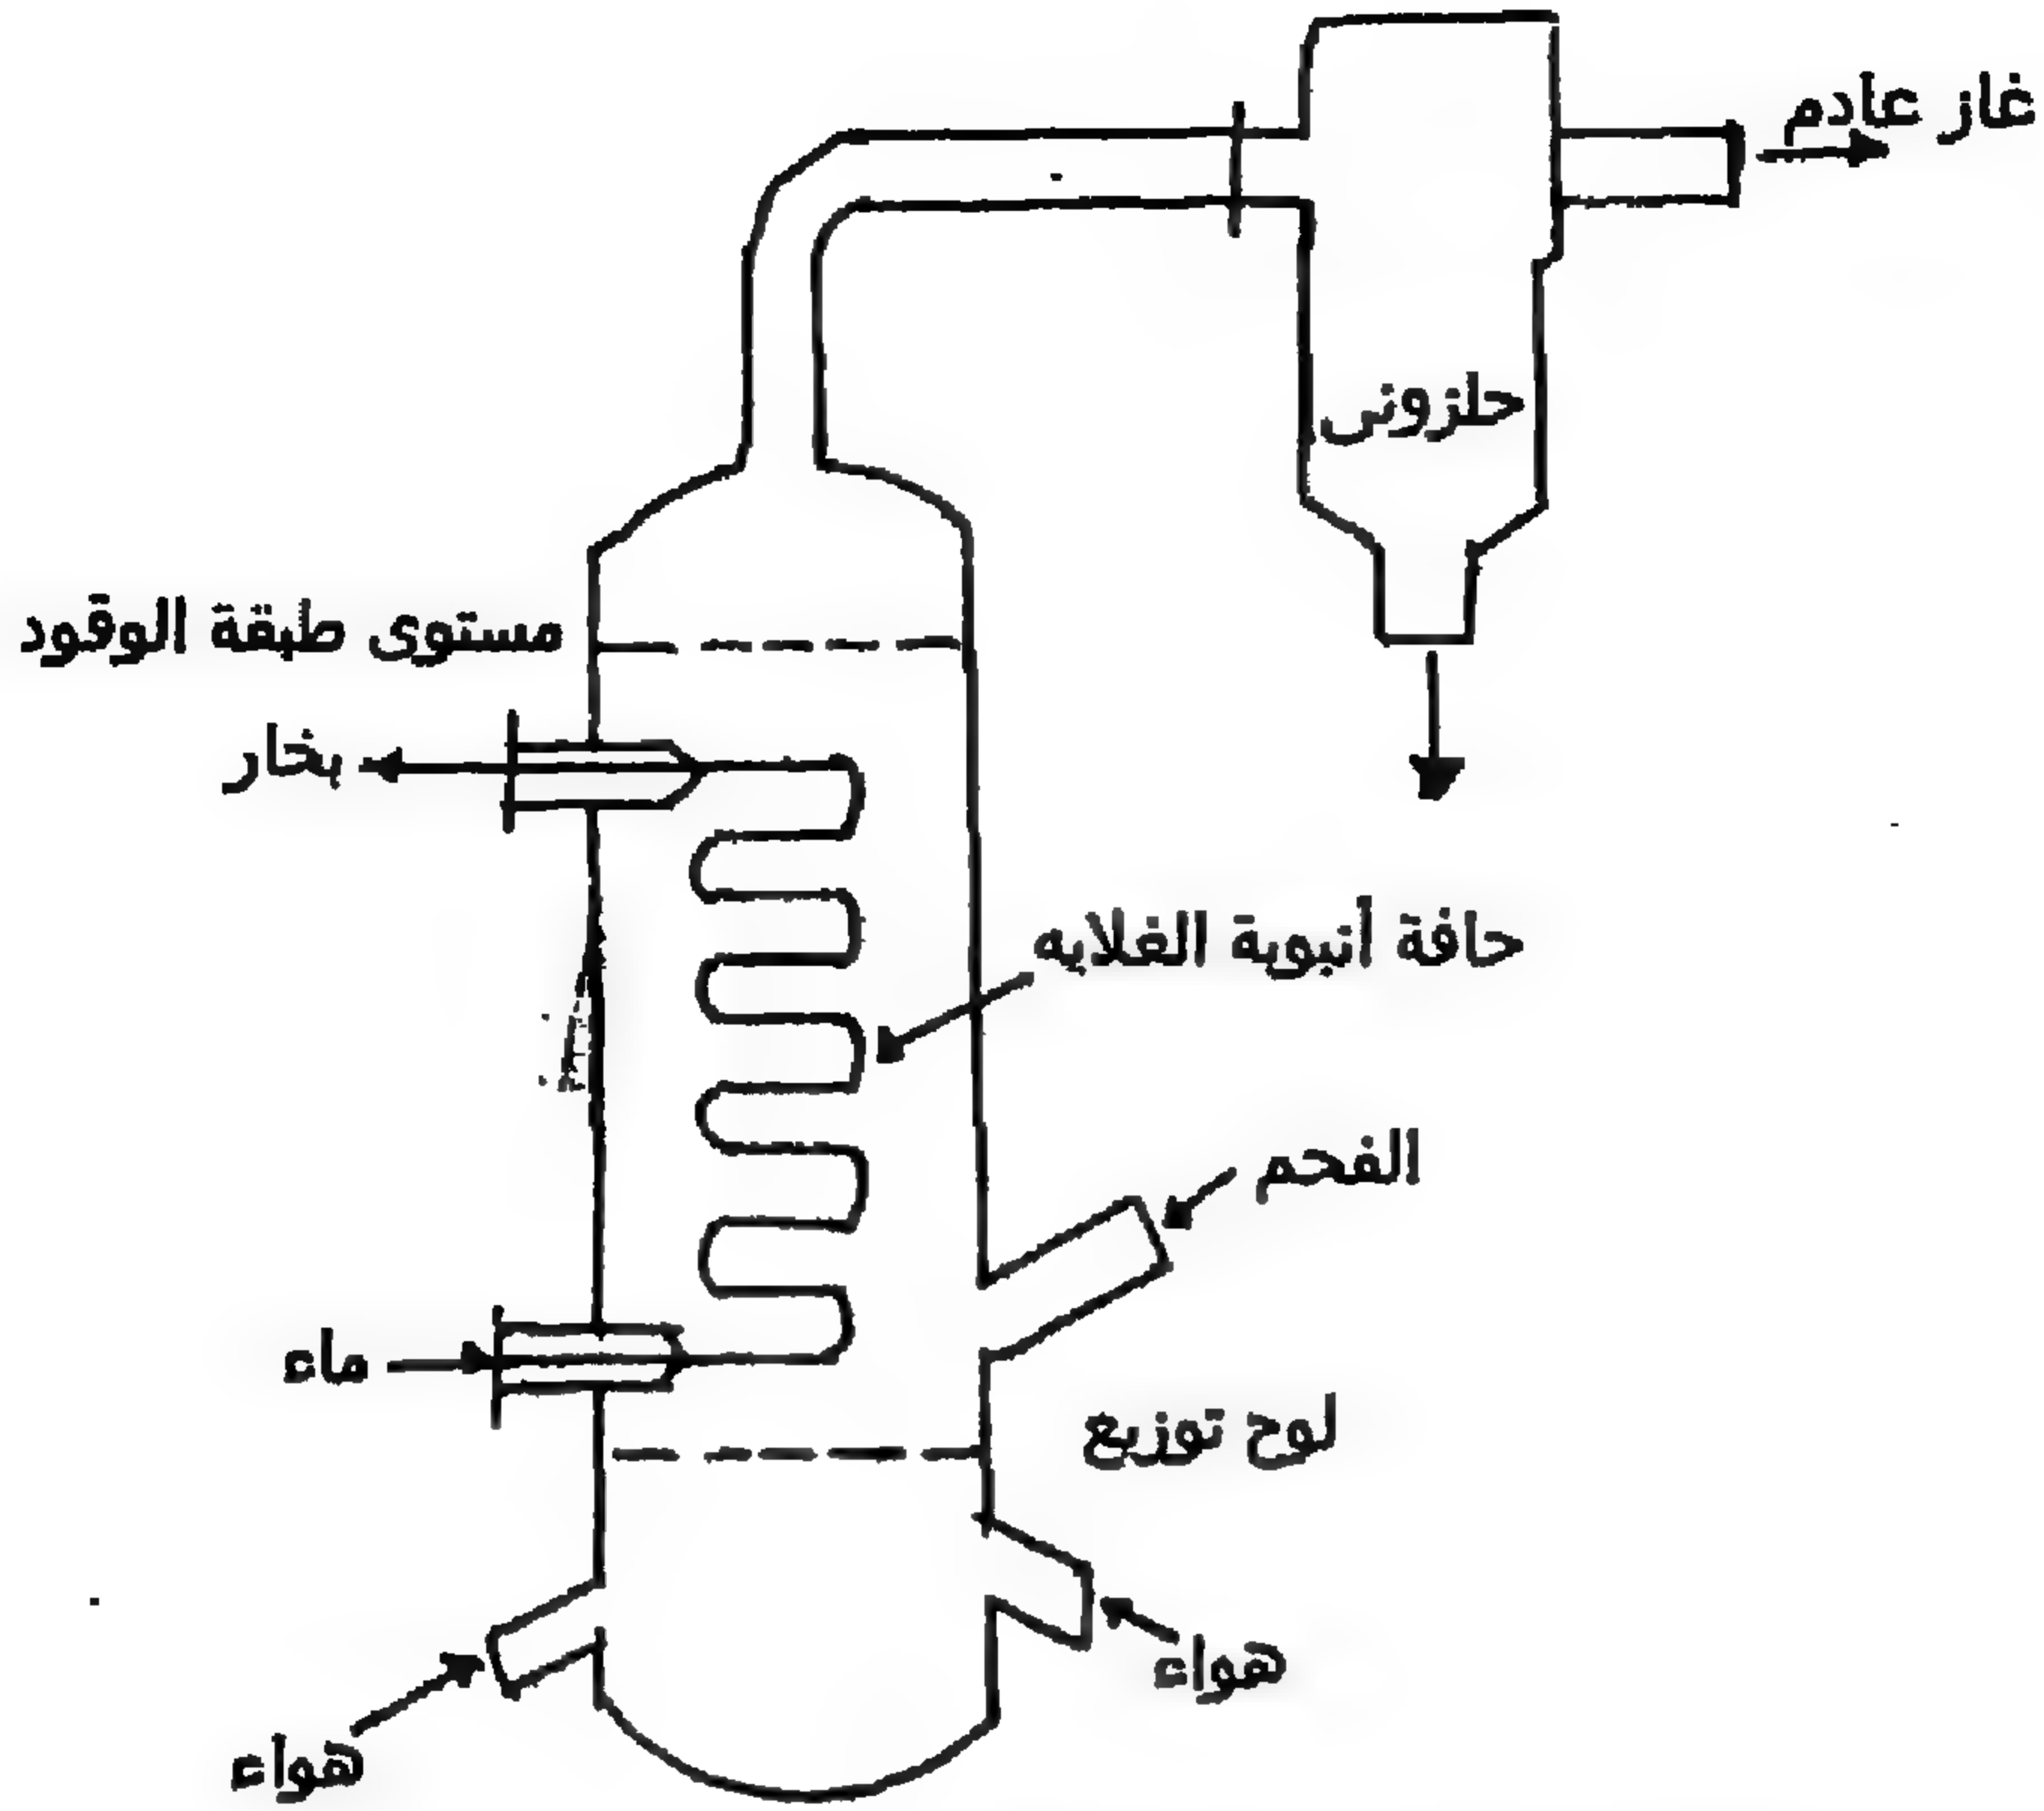 غاز عادم
حلزونى
مستوى طبقة الوقود
بخار
حافة أنبوبة الغلايه
الفحم
ماء
لوح توزيع
هواء
هواء